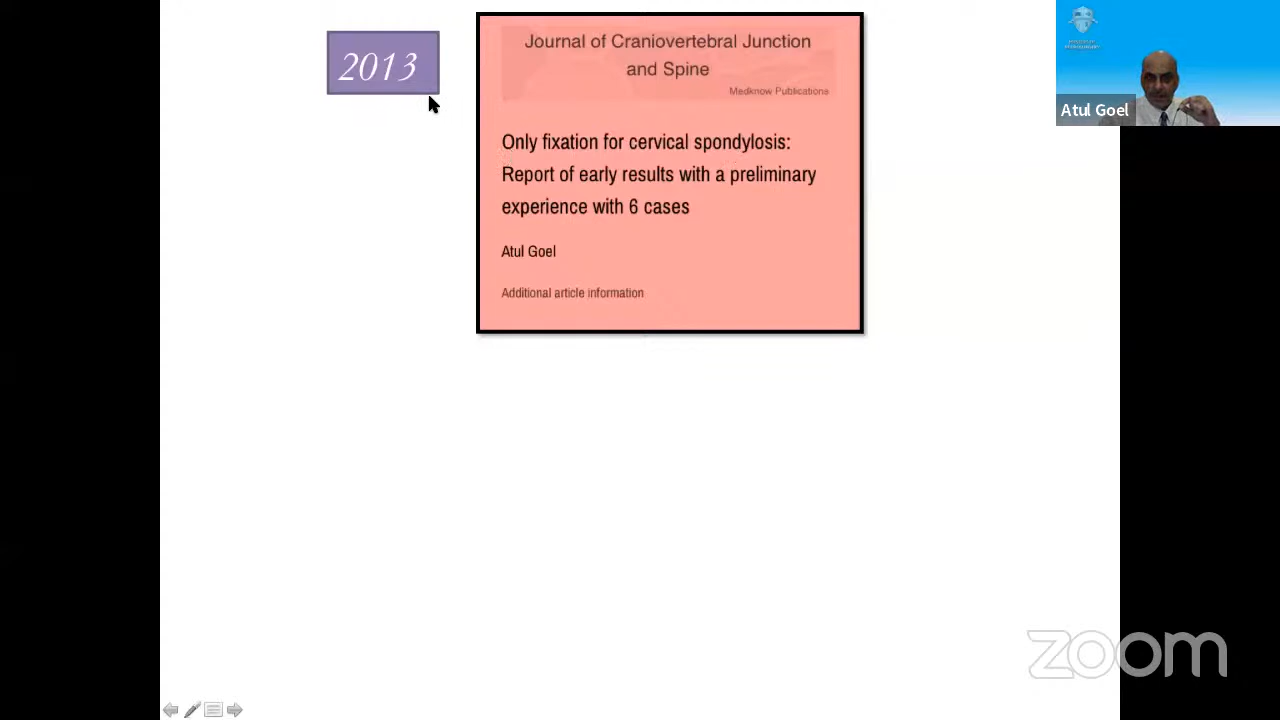 2013
Journal of Craniovertebral Junction
and Spine
Medknow Publications
Only fixation for cervical spondylosis:
Report of early results with a preliminary
experience with 6 cases
Atul Goel
Additional article information
Atul Goel
zoom